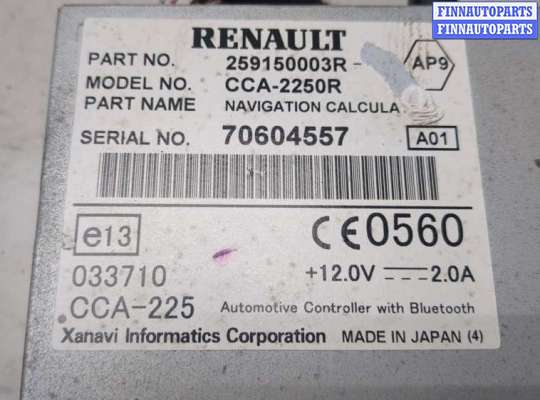 FINNAUTOPARTS
FINNAUTOPARTS
RENAULT
PART NO. 259150003R -
AP9
MODEL NO. CCA-2250R
PART NAME NAVIGATION CALCULA
SERIAL NO. 70604557 A01
e13 CE0560
033710 +12.0V 2.0A
CCA-225 Automotive Controller with Bluetooth
Xanavi Informatics Corporation MADE IN JAPAN (4)